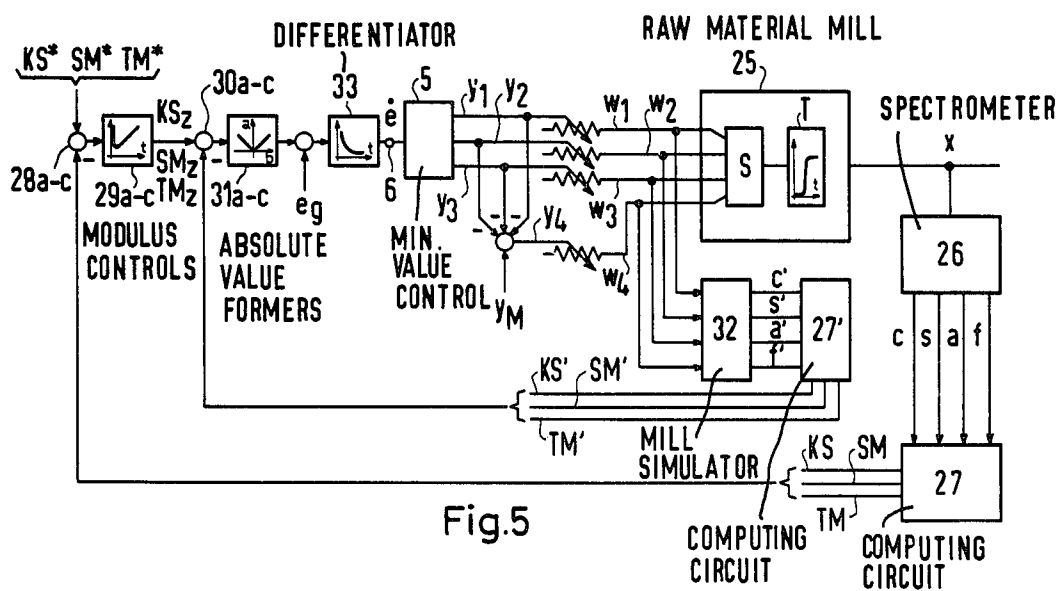 RAW MATERIAL MILL
DIFFERENTIATOR
KS* SM* TM*
30a-c
33
5
y1
y2
w1
w2
25
T
SPECTROMETER
KSz
a
ė
x
t
6
t
S
t
28a-c
SMz
TMz
29a-c
31a-c
eg
6
y3
w3
y4
26
MODULUS
CONTROLS
ABSOLUTE
VALUE
FORMERS
MIN.
VALUE
CONTROL
w4
yM
32
c'
s'
a'
f'
27'
c
s
a
f
KS'
SM'
TM'
MILL
SIMULATOR
KS
SM
TM
27
Fig.5
COMPUTING
CIRCUIT
COMPUTING
CIRCUIT